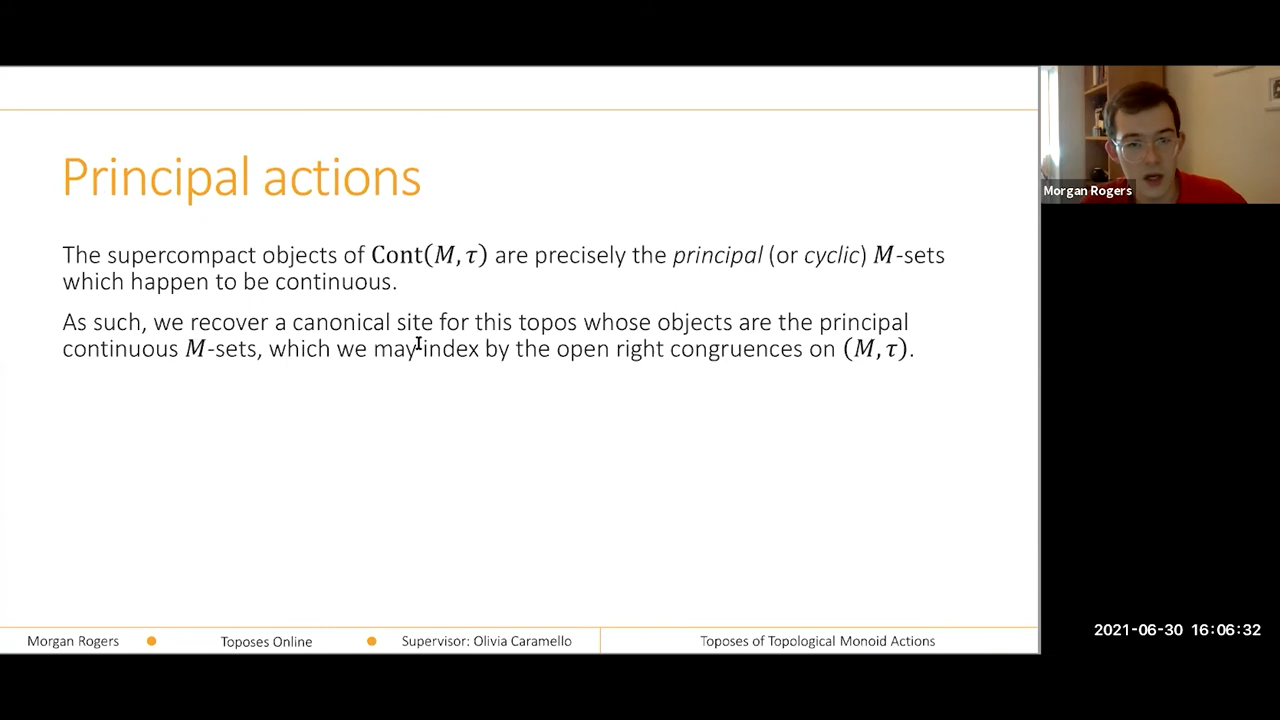 Principal actions
The supercompact objects of Cont(M, τ) are precisely the principal (or cyclic) M-sets
which happen to be continuous.
As such, we recover a canonical site for this topos whose objects are the principal
continuous M-sets, which we may index by the open right congruences on (M, τ).
Morgan Rogers
Morgan Rogers
Toposes Online
Supervisor: Olivia Caramello
Toposes of Topological Monoid Actions
2021-06-30 16:06:32